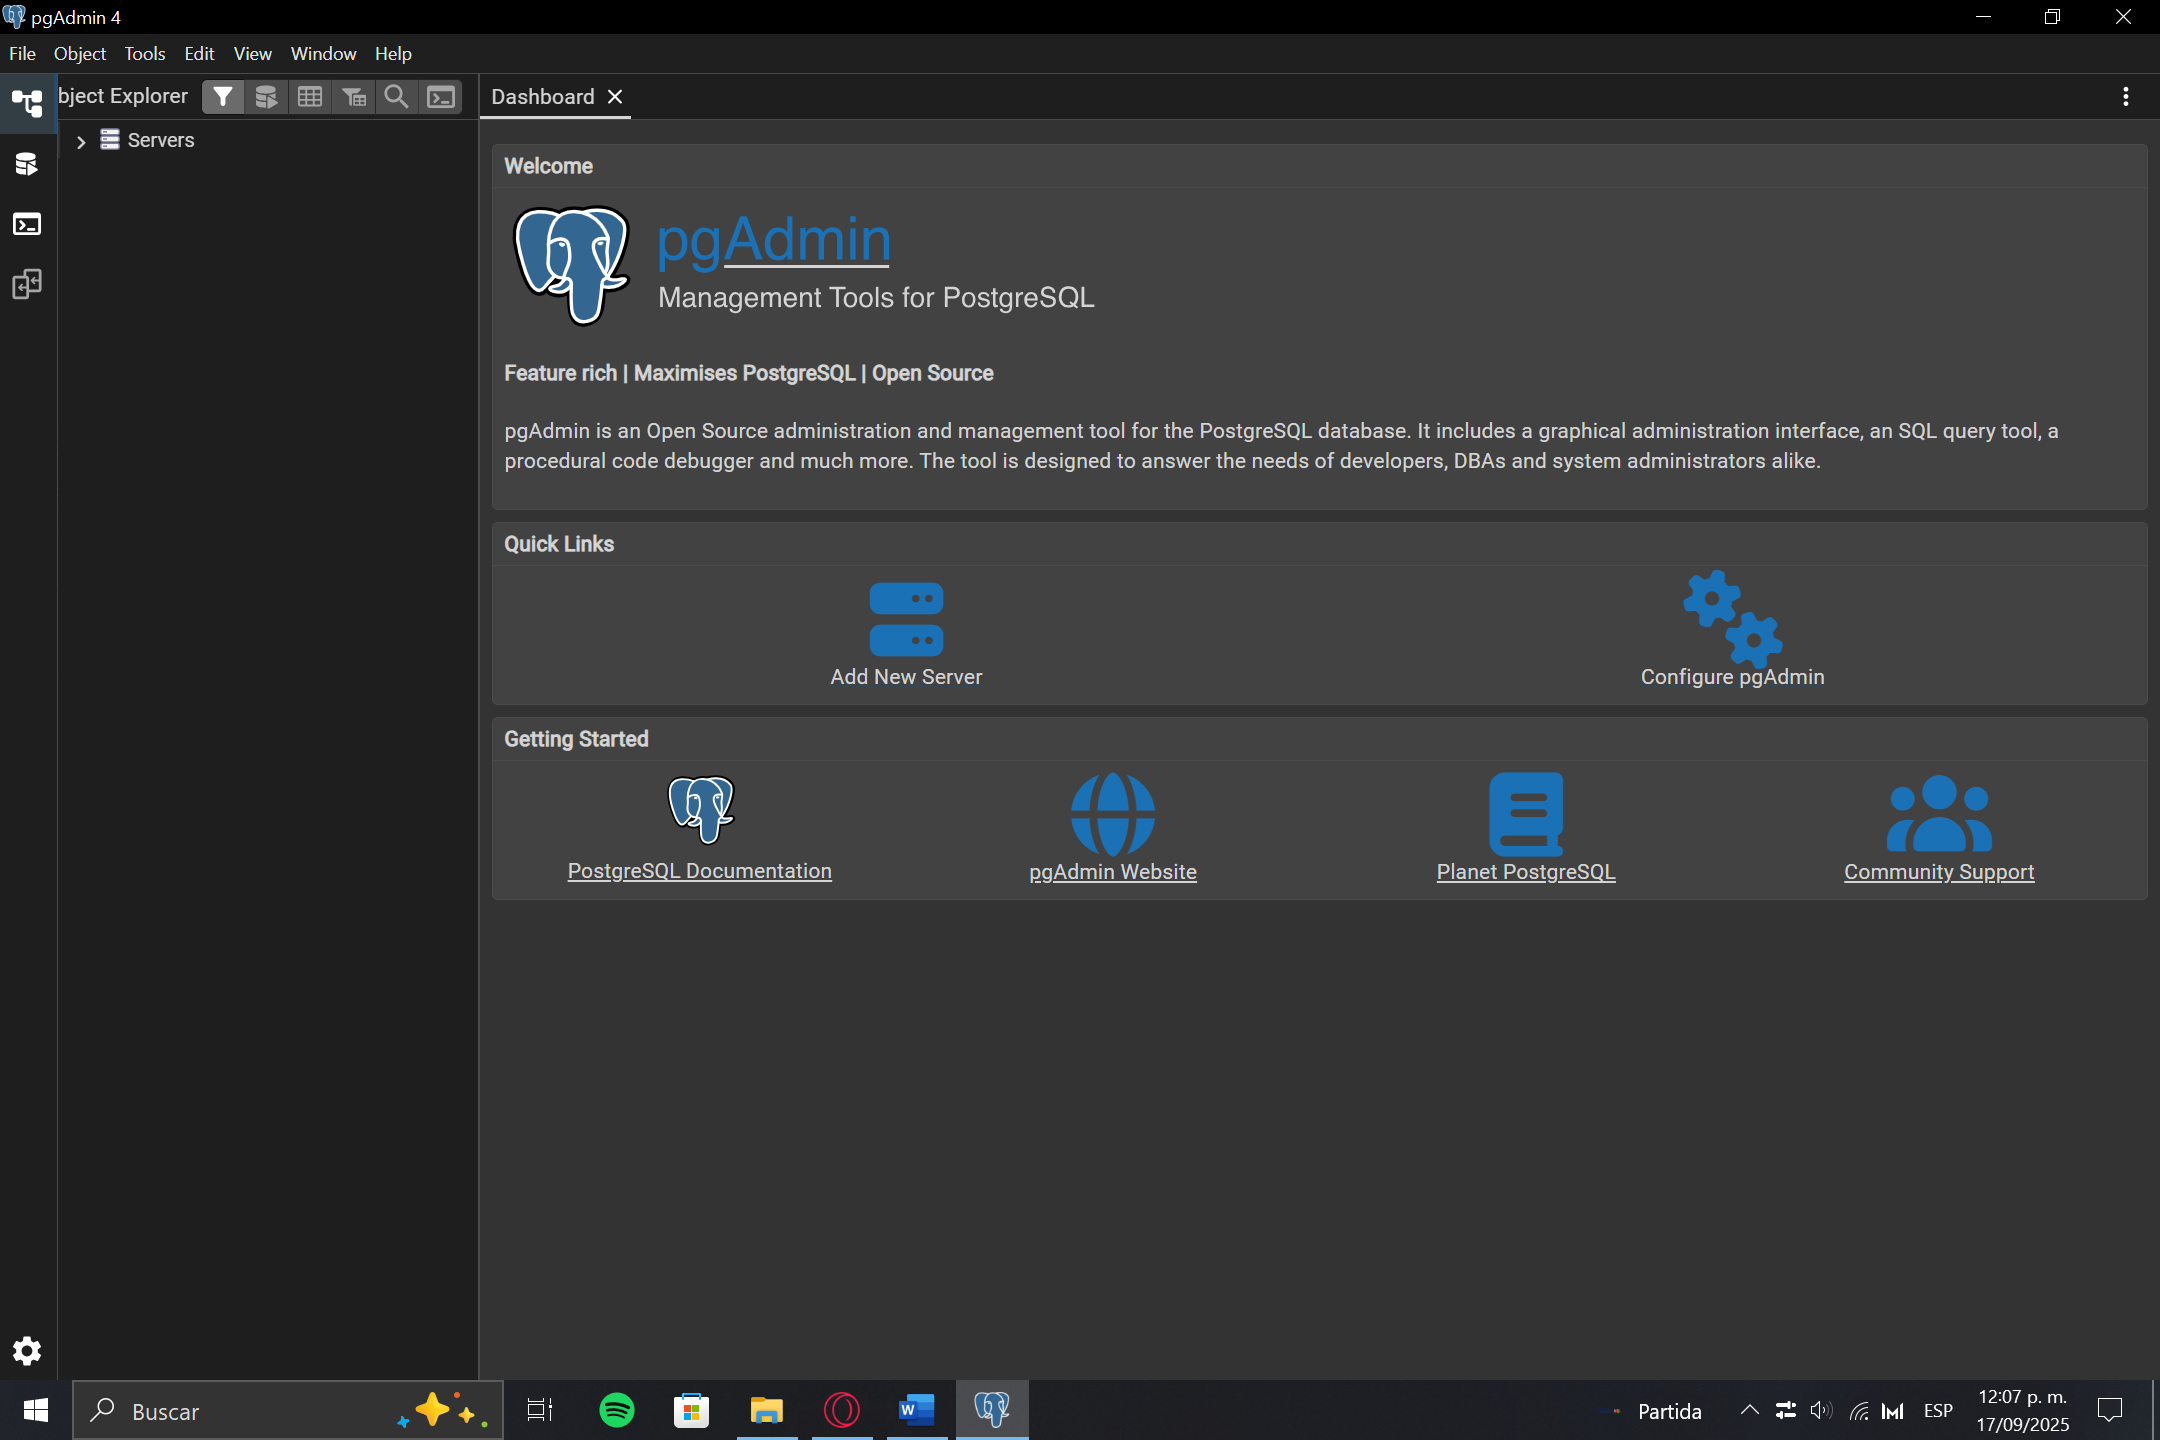 pgAdmin 4
File Object Tools Edit View Window Help
bject Explorer
Dashboard
Servers
Welcome
pgAdmin
Management Tools for PostgreSQL
Feature rich | Maximises PostgreSQL | Open Source
pgAdmin is an Open Source administration and management tool for the PostgreSQL database. It includes a graphical administration interface, an SQL query tool, a
procedural code debugger and much more. The tool is designed to answer the needs of developers, DBAs and system administrators alike.
Quick Links
Add New Server
Configure pgAdmin
Getting Started
PostgreSQL Documentation
pgAdmin Website
Planet PostgreSQL
Community Support
Buscar
W
Partida
ESP
12:07 p. m.
17/09/2025